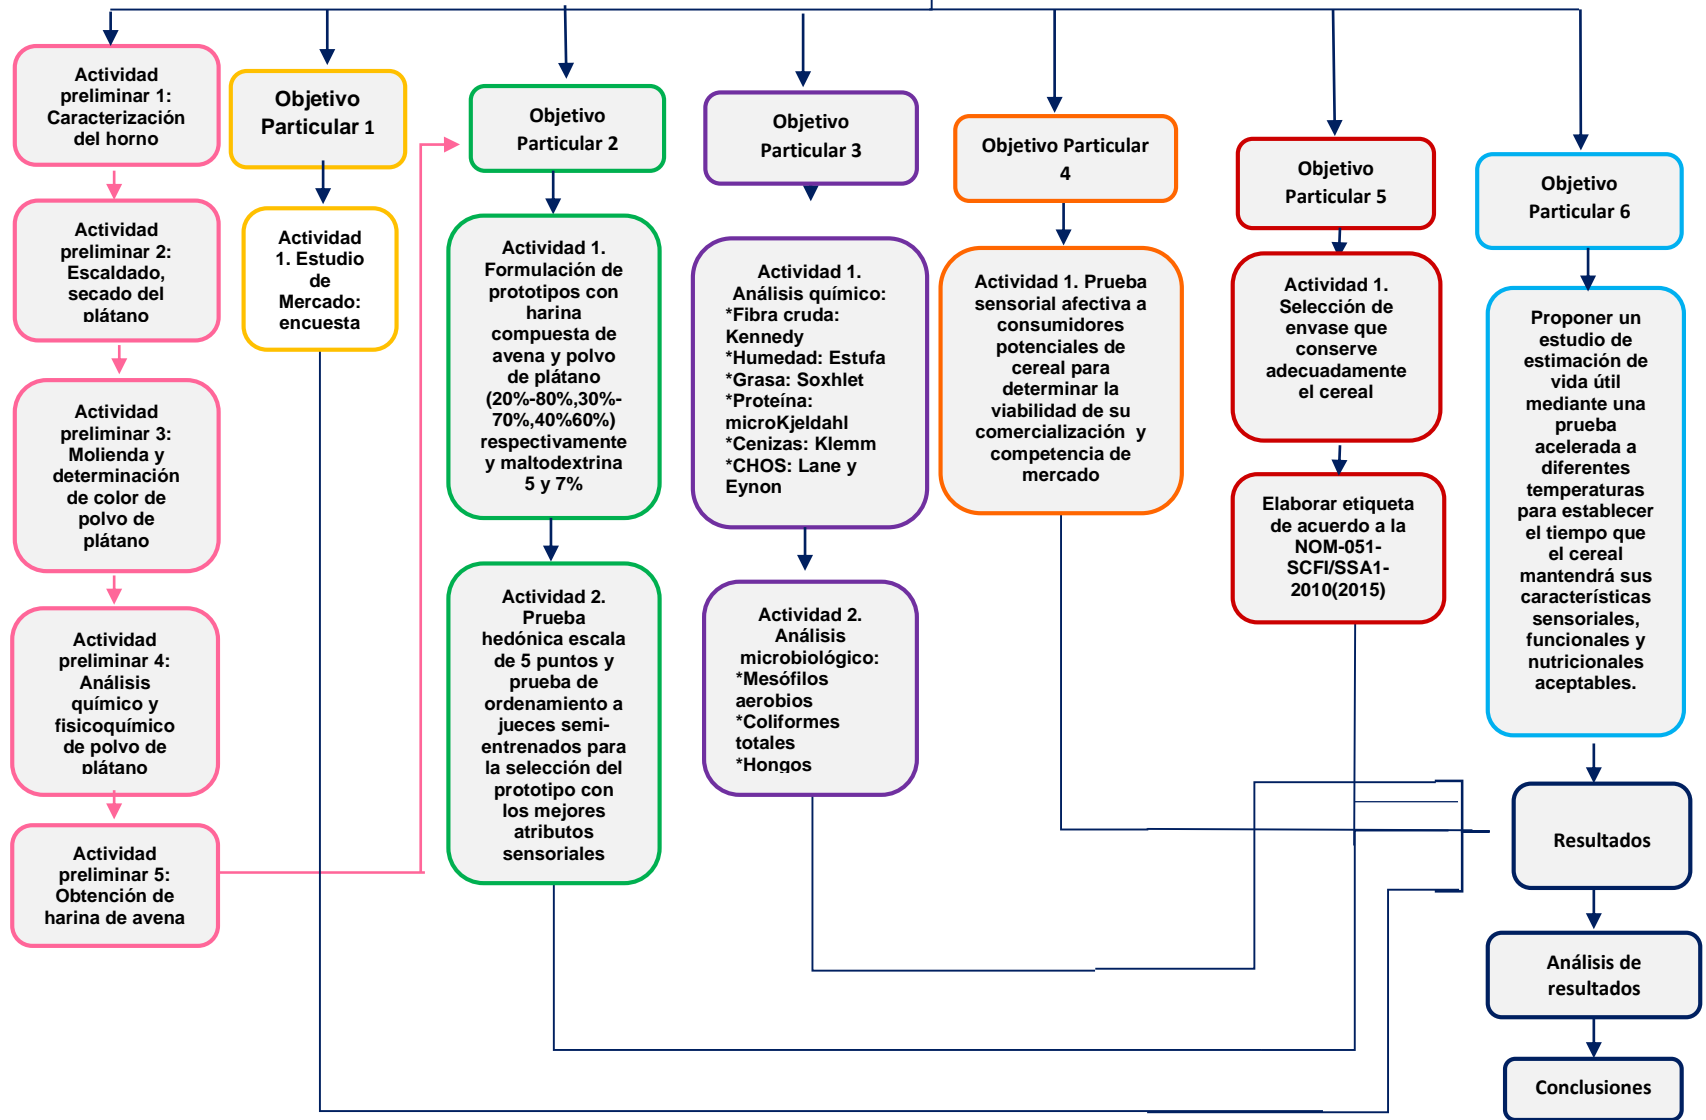 Actividad
preliminar 1:
Caracterización
del horno
Actividad
preliminar 2:
Escaldado,
secado del
plátano
Actividad
preliminar 3:
Molienda y
determinación
de color de
polvo de
plátano
Actividad
preliminar 4:
Análisis
químico y
fisicoquímico
de polvo de
plátano
Actividad
preliminar 5:
Obtención de
harina de avena
Objetivo
Particular 1
Actividad
1. Estudio
de
Mercado:
encuesta
Objetivo
Particular 2
Actividad 1.
Formulación de
prototipos con
harina
compuesta de
avena y polvo
de plátano
(20%-80%,30%-
70%,40%60%)
respectivamente
y maltodextrina
5 y 7%
Actividad 2.
Prueba
hedónica escala
de 5 puntos y
prueba de
ordenamiento a
jueces semi-
entrenados para
la selección del
prototipo con
los mejores
atributos
sensoriales
Objetivo
Particular 3
Actividad 1.
Análisis químico:
*Fibra cruda:
Kennedy
*Humedad: Estufa
*Grasa: Soxhlet
*Proteína:
microKjeldahl
*Cenizas: Klemm
*CHOS: Lane y
Eynon
Actividad 2.
Análisis
microbiológico:
*Mesófilos
aerobios
*Coliformes
totales
*Hongos
Objetivo Particular
4
Actividad 1. Prueba
sensorial afectiva a
consumidores
potenciales de
cereal para
determinar la
viabilidad de su
comercialización y
competencia de
mercado
Objetivo
Particular 5
Actividad 1.
Selección de
envase que
conserve
adecuadamente
el cereal
Elaborar etiqueta
de acuerdo a la
NOM-051-
SCFI/SSA1-
2010(2015)
Objetivo
Particular 6
Proponer un
estudio de
estimación de
vida útil
mediante una
prueba
acelerada a
diferentes
temperaturas
para establecer
el tiempo que
el cereal
mantendrá sus
características
sensoriales,
funcionales y
nutricionales
aceptables.
Resultados
Análisis de
resultados
Conclusiones